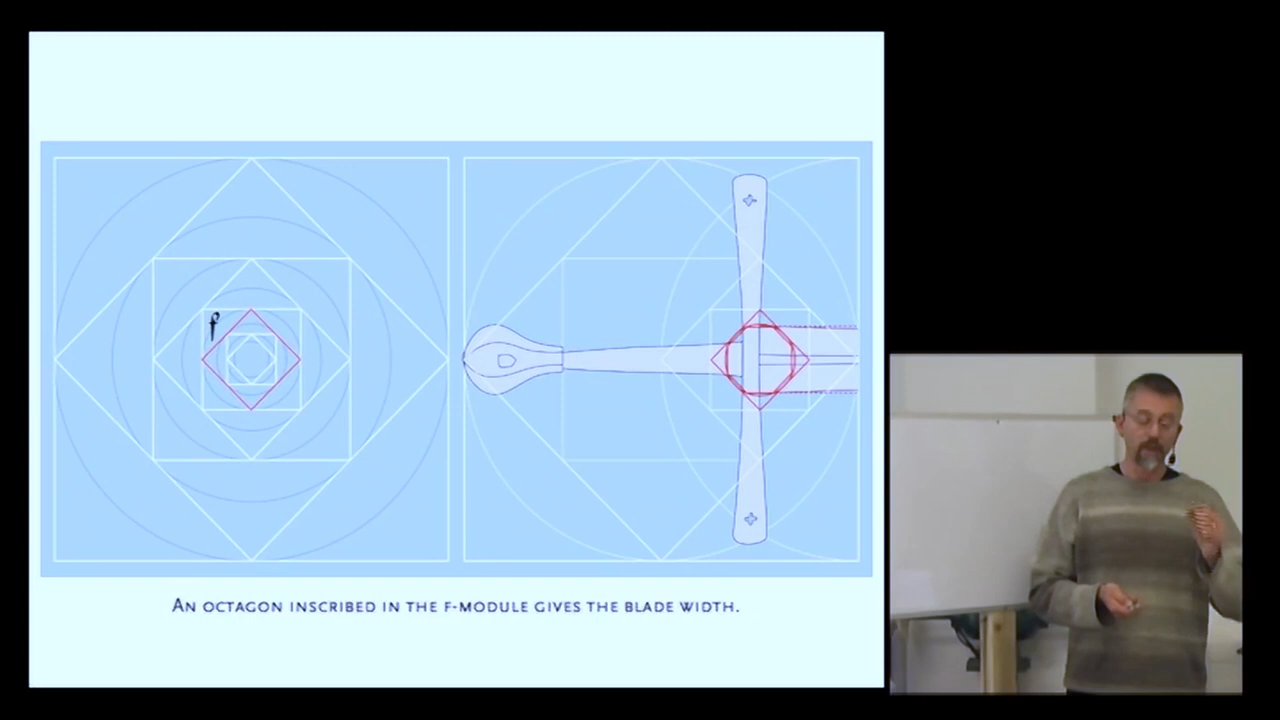 f
AN OCTAGON INSCRIBED IN THE F-MODULE GIVES THE BLADE WIDTH.